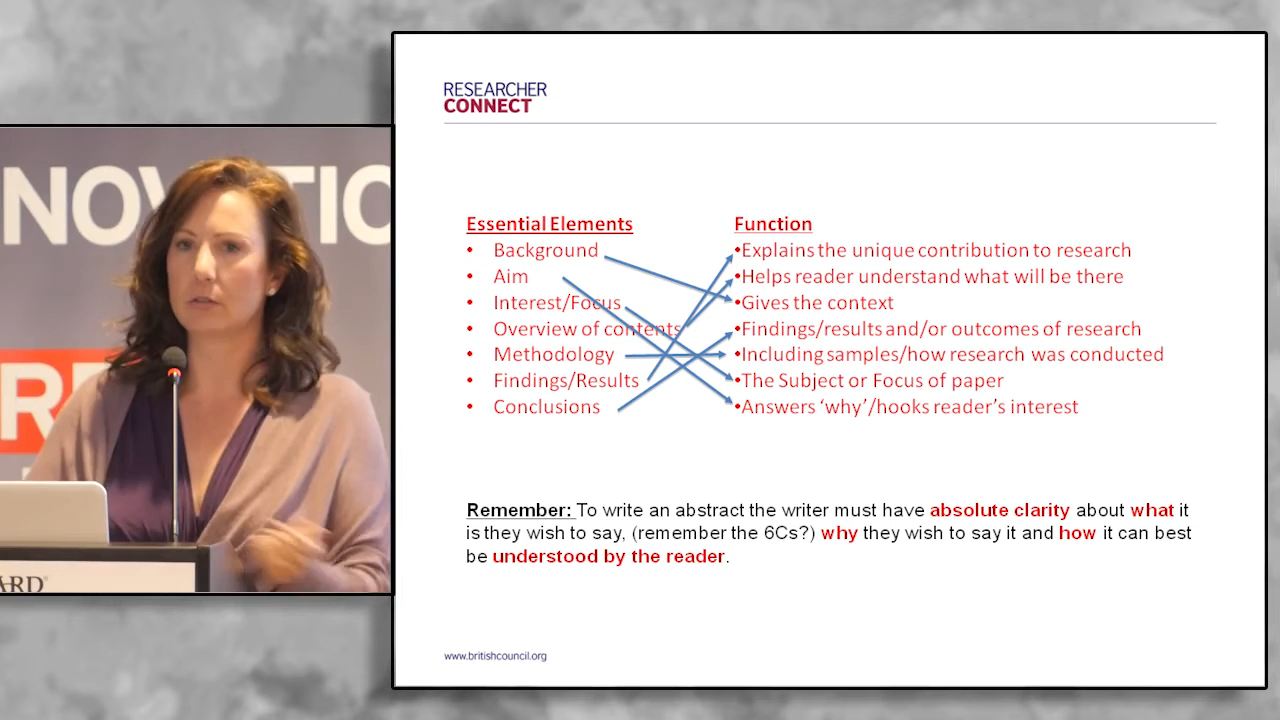 RESEARCHER
CONNECT
NOVATIO
R
ARD
Essential Elements
• Background
• Aim
• Interest/Focus
• Overview of contents
• Methodology
• Findings/Results
• Conclusions
Function
•Explains the unique contribution to research
•Helps reader understand what will be there
•Gives the context
•Findings/results and/or outcomes of research
•Including samples/how research was conducted
•The Subject or Focus of paper
•Answers ‘why’/hooks reader’s interest
Remember: To write an abstract the writer must have absolute clarity about what it
is they wish to say, (remember the 6Cs?) why they wish to say it and how it can best
be understood by the reader.
www.britishcouncil.org